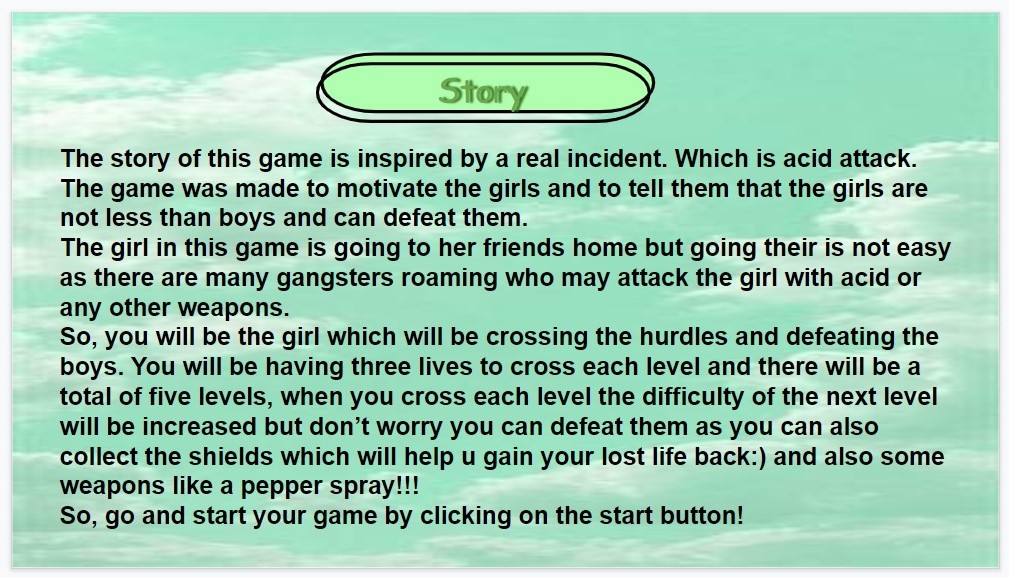 Story
The story of this game is inspired by a real incident. Which is acid attack.
The game was made to motivate the girls and to tell them that the girls are
not less than boys and can defeat them.
The girl in this game is going to her friends home but going their is not easy
as there are many gangsters roaming who may attack the girl with acid or
any other weapons.
So, you will be the girl which will be crossing the hurdles and defeating the
boys. You will be having three lives to cross each level and there will be a
total of five levels, when you cross each level the difficulty of the next level
will be increased but don’t worry you can defeat them as you can also
collect the shields which will help u gain your lost life back:) and also some
weapons like a pepper spray!!!
So, go and start your game by clicking on the start button!